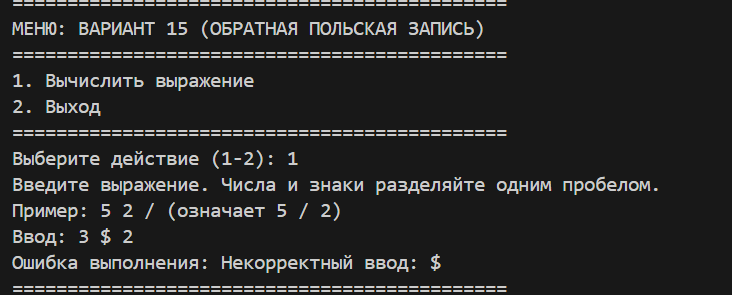 =============================================
МЕНЮ: ВАРИАНТ 15 (ОБРАТНАЯ ПОЛЬСКАЯ ЗАПИСЬ)
=============================================
1. Вычислить выражение
2. Выход
=============================================
Выберите действие (1-2): 1
Введите выражение. Числа и знаки разделяйте одним пробелом.
Пример: 5 2 / (означает 5 / 2)
Ввод: 3 $ 2
Ошибка выполнения: Некорректный ввод: $
=============================================